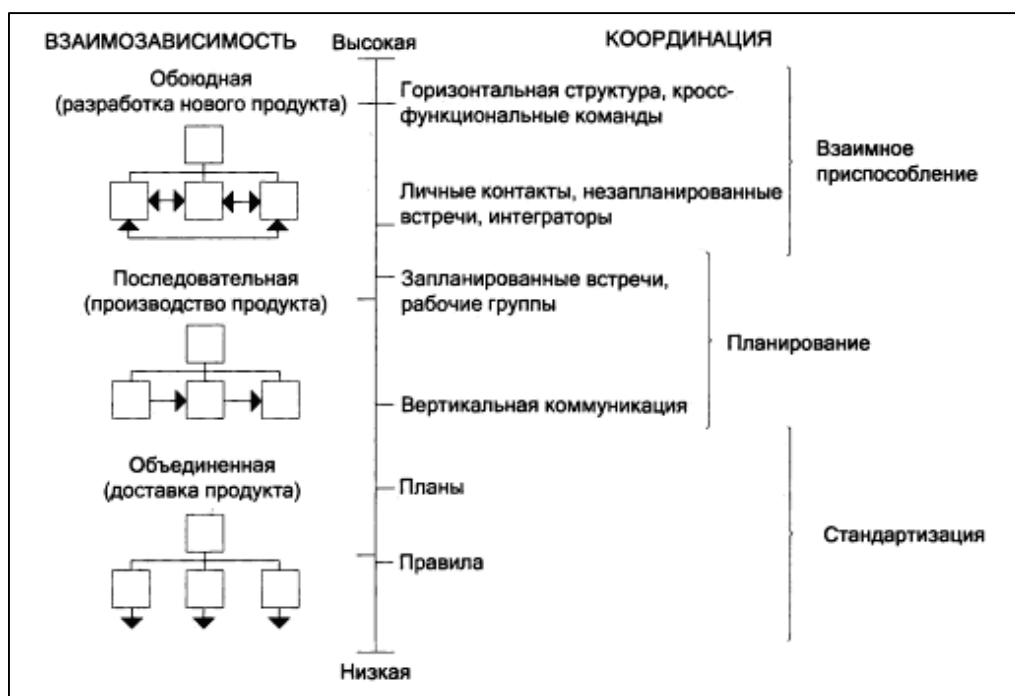 ВЗАИМОЗАВИСИМОСТЬ
Высокая
КООРДИНАЦИЯ
Обоюдная
(разработка нового продукта)
Горизонтальная структура, кросс-
функциональные команды
Взаимное
приспособление
Личные контакты, незапланированные
встречи, интеграторы
Последовательная
(производство продукта)
Запланированные встречи,
рабочие группы
Планирование
Вертикальная коммуникация
Объединенная
(доставка продукта)
Планы
Стандартизация
Правила
Низкая